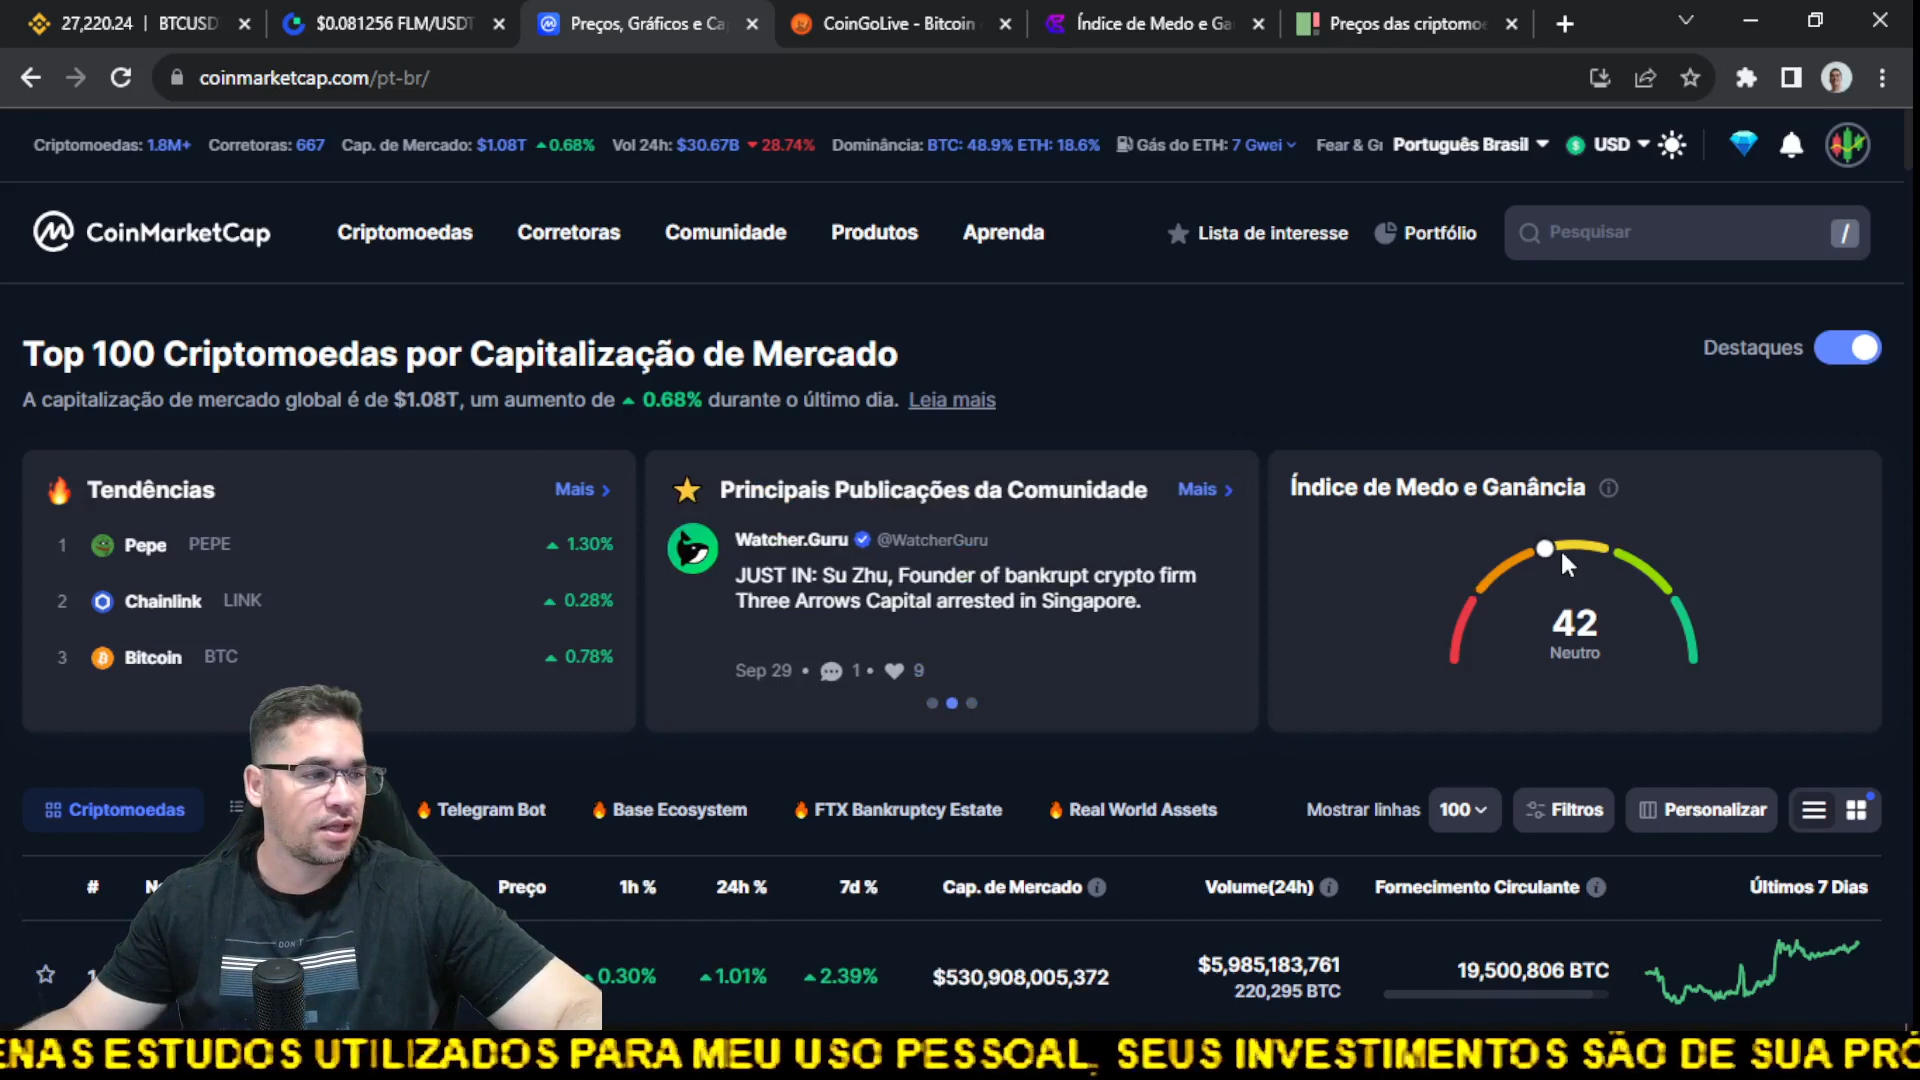 27,220.24 | BTCUSD
$0.081256 FLM/USDT
Preços, Gráficos e Ca
CoinGoLive - Bitcoin
Índice de Medo e Ga
Preços das criptomo
coinmarketcap.com/pt-br/
Criptomoedas: 1.8M+ Corretoras: 667 Cap. de Mercado: $1.08T 0.68% Vol 24h: $30.67B 28.74% Dominância: BTC: 48.9% ETH: 18.6% Gás do ETH: 7 Gwei Fear & Gr Português Brasil USD
CoinMarketCap Criptomoedas Corretoras Comunidade Produtos Aprenda Lista de interesse Portfólio Pesquisar /
Top 100 Criptomoedas por Capitalização de Mercado
Destaques
A capitalização de mercado global é de $1.08T, um aumento de 0.68% durante o último dia. Leia mais
Tendências Mais
1 Pepe PEPE 1.30%
2 Chainlink LINK 0.28%
3 Bitcoin BTC 0.78%
Principais Publicações da Comunidade Mais
Watcher.Guru @WatcherGuru
JUST IN: Su Zhu, Founder of bankrupt crypto firm
Three Arrows Capital arrested in Singapore.
Sep 29 • 1 • 9
Índice de Medo e Ganância
42
Neutro
Criptomoedas Telegram Bot Base Ecosystem FTX Bankruptcy Estate Real World Assets Mostrar linhas 100 Filtros Personalizar
# Preço 1h % 24h % 7d % Cap. de Mercado Volume(24h) Fornecimento Circulante Últimos 7 Dias
1 0.30% 1.01% 2.39% $530,908,005,372 $5,985,183,761 19,500,806 BTC
220,295 BTC
DON'T
ENAS ESTUDOS UTILIZADOS PARA MEU USO PESSOAL, SEUS INVESTIMENTOS SÃO DE SUA PRÓ